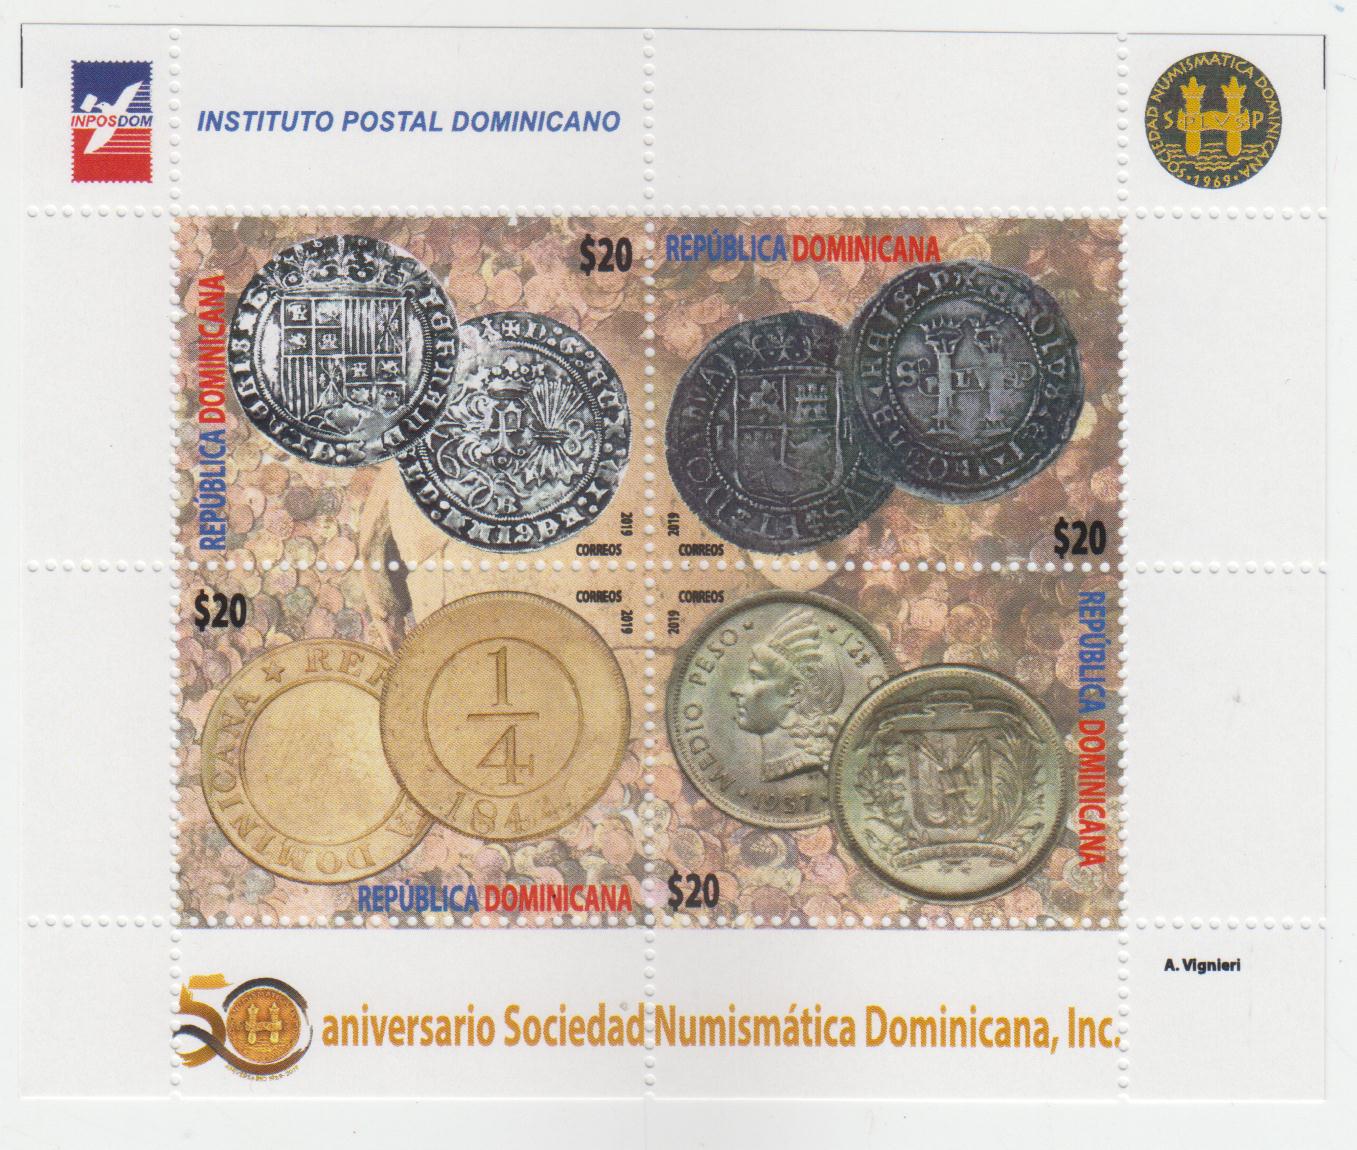 INPOSDOM
INSTITUTO POSTAL DOMINICANO
SOCIEDAD NUMISMATICA DOMINICANA
S P
·1969·
$20
REPÚBLICA DOMINICANA
2019
CORREOS
REPÚBLICA DOMINICANA
2019
CORREOS
$20
$20
CORREOS
2019
DOMINICANA
1/4
184
REPÚBLICA DOMINICANA
CORREOS
2019
MEDIO PESO
1937
REPÚBLICA DOMINICANA
$20
A. Vignieri
50 aniversario Sociedad Numismática Dominicana, Inc.